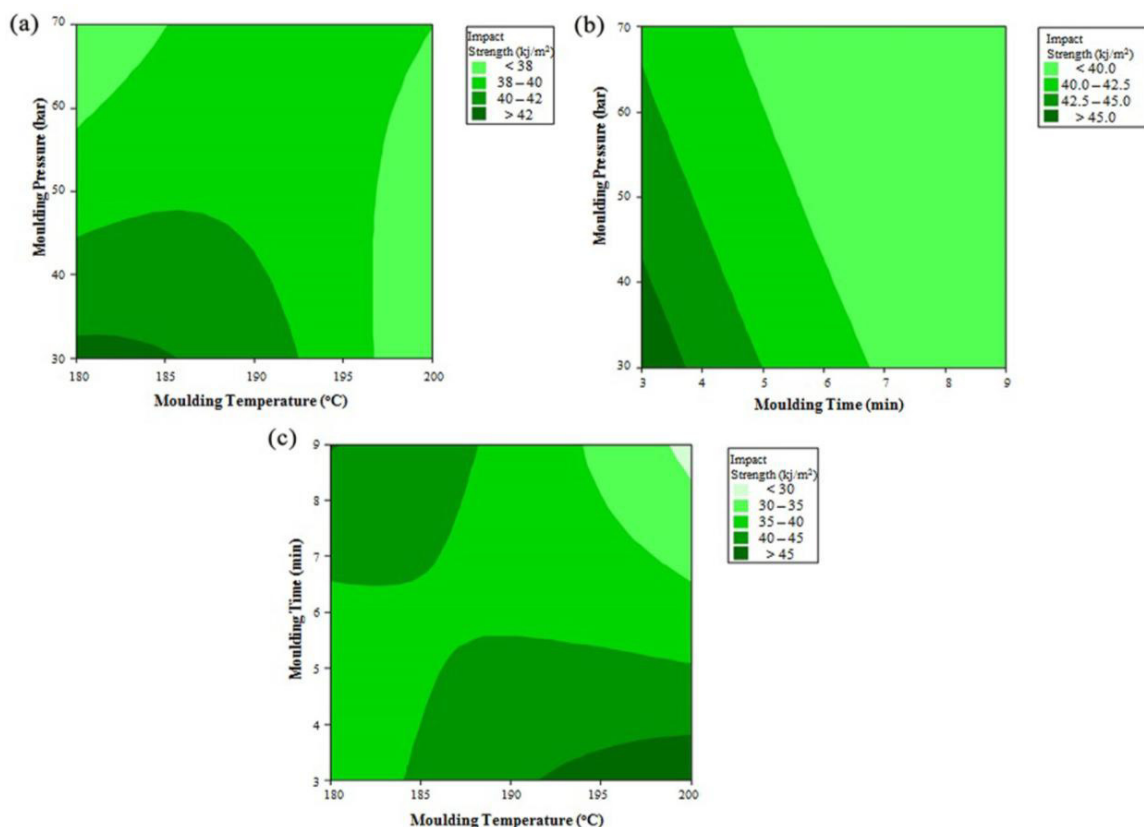 (a)
Moulding Pressure (bar)
70
60
50
40
30
180
185
190
195
200
Moulding Temperature (°C)
Impact
Strength (kj/m²)
< 38
38 – 40
40 – 42
> 42
(b)
Moulding Pressure (bar)
70
60
50
40
30
3
4
5
6
7
8
9
Moulding Time (min)
Impact
Strength (kj/m²)
< 40.0
40.0 – 42.5
42.5 – 45.0
> 45.0
(c)
Moulding Time (min)
9
8
7
6
5
4
3
180
185
190
195
200
Moulding Temperature (°C)
Impact
Strength (kj/m²)
< 30
30 – 35
35 – 40
40 – 45
> 45